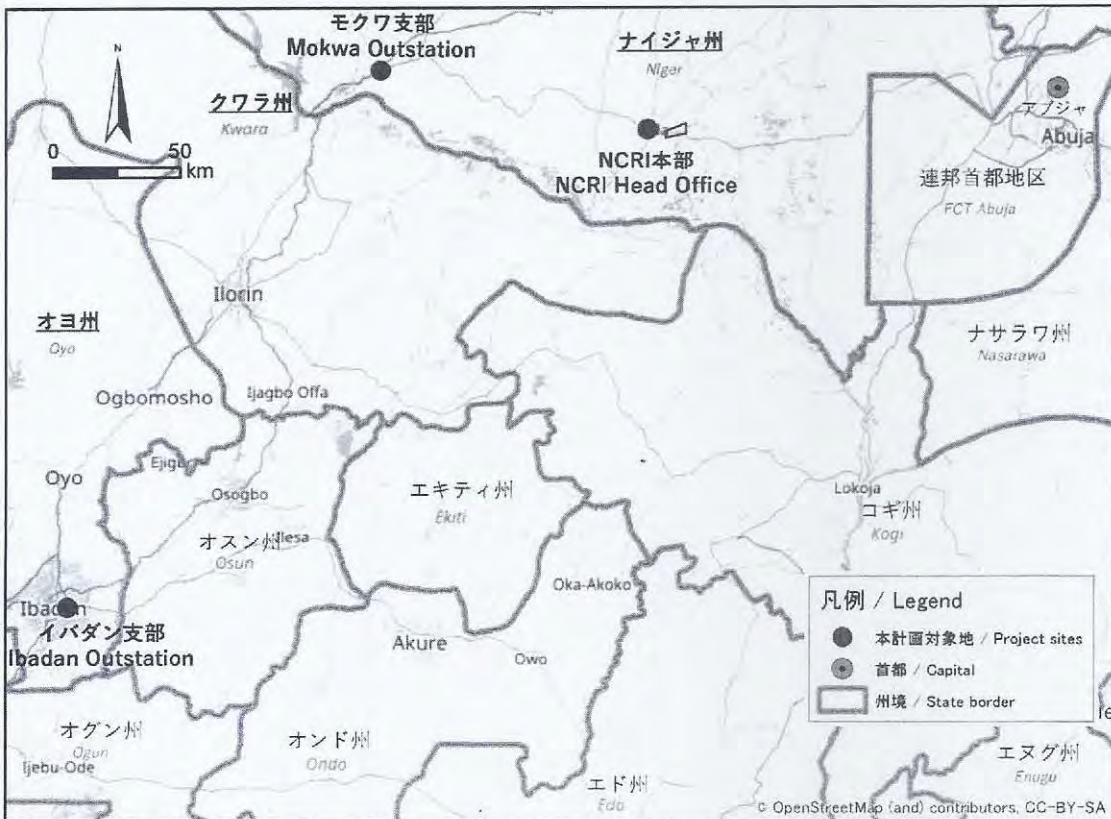 モクワ支部
Mokwa Outstation
ナイジャ州
Niger
N
クワラ州
Kwara
アブジャ
Abuja
0 50
km
NCRI本部
NCRI Head Office
連邦首都地区
FCT Abuja
Ilorin
オヨ州
Oyo
ナサラワ州
Nasarawa
Ogbomosho
Ijagbo Offa
Oyo
Osogbo
エキティ州
Ekiti
Lokoja
コギ州
Kogi
オスン州
Osun
Ilesa
Oka-Akoko
Ibadan
イバダン支部
Ibadan Outstation
Akure
Owo
凡例 / Legend
本計画対象地 / Project sites
首都 / Capital
州境 / State border
オグン州
Ogun
Ijebu-Ode
オンド州
Ondo
エド州
Edo
エヌグ州
Enugu
© OpenStreetMap (and) contributors, CC-BY-SA